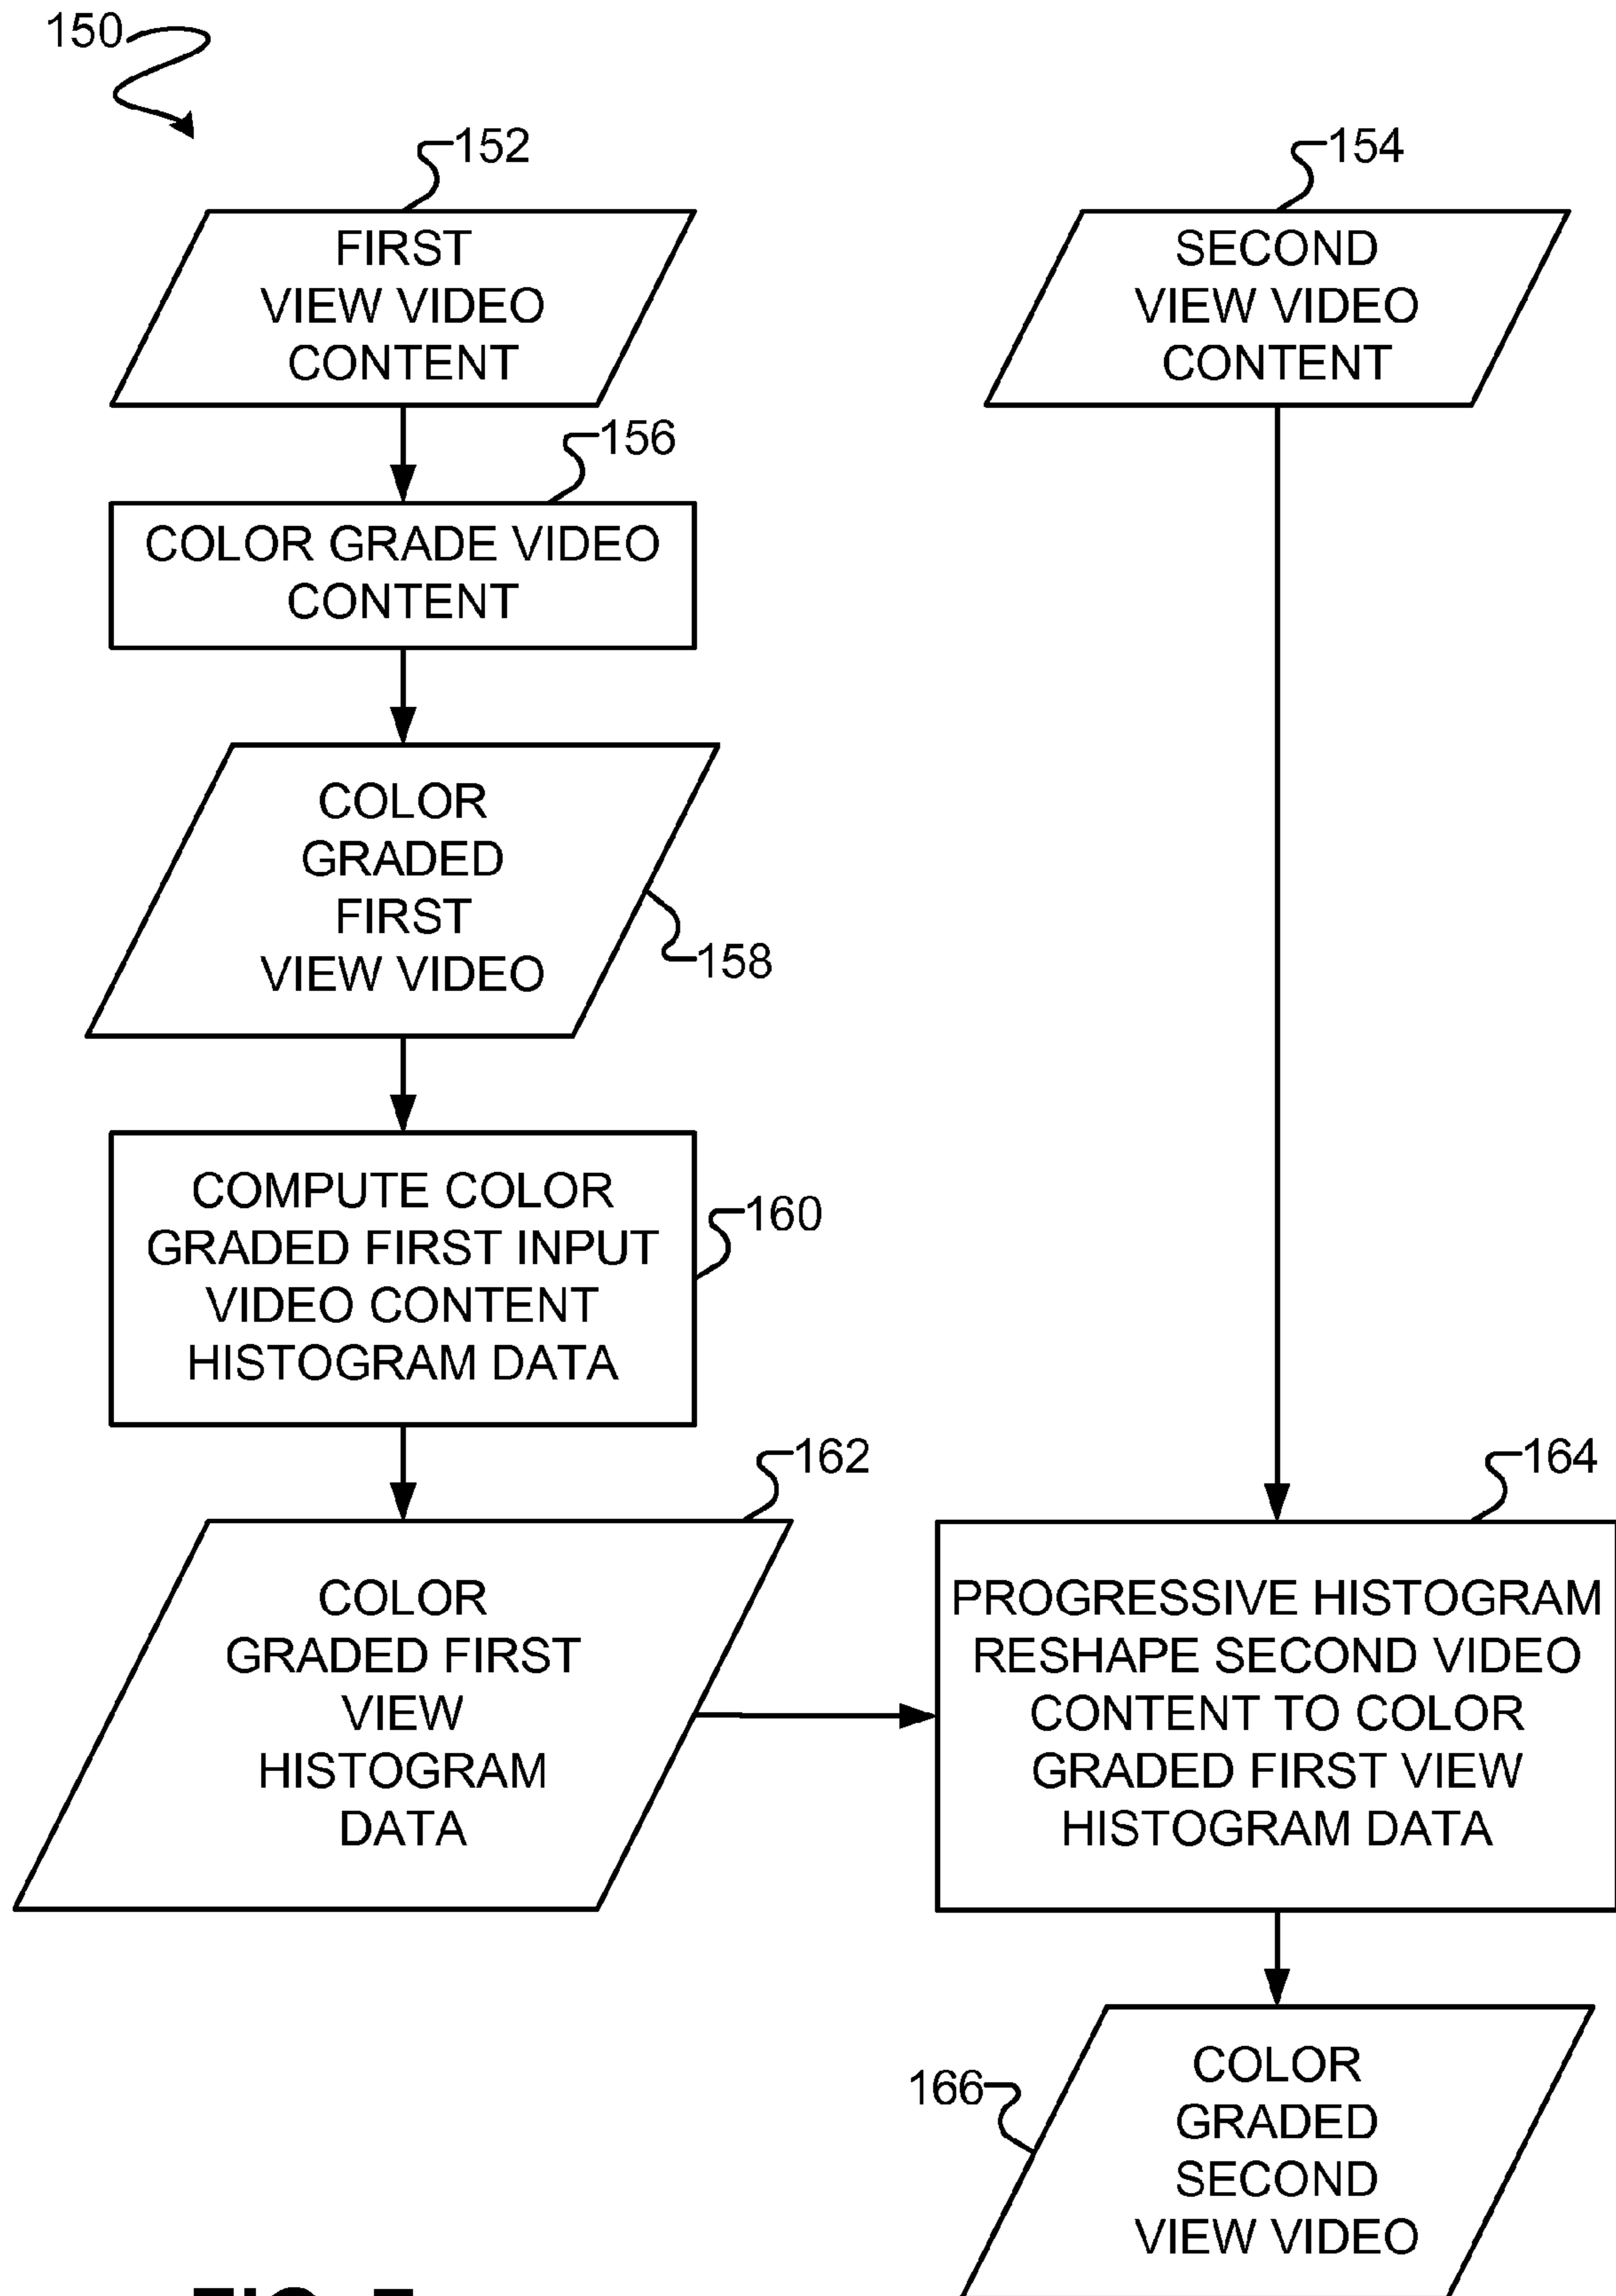 150
152
FIRST
VIEW VIDEO
CONTENT
154
SECOND
VIEW VIDEO
CONTENT
156
COLOR GRADE VIDEO
CONTENT
COLOR
GRADED
FIRST
VIEW VIDEO
158
COMPUTE COLOR
GRADED FIRST INPUT
VIDEO CONTENT
HISTOGRAM DATA
160
162
COLOR
GRADED FIRST
VIEW
HISTOGRAM
DATA
164
PROGRESSIVE HISTOGRAM
RESHAPE SECOND VIDEO
CONTENT TO COLOR
GRADED FIRST VIEW
HISTOGRAM DATA
166
COLOR
GRADED
SECOND
VIEW VIDEO